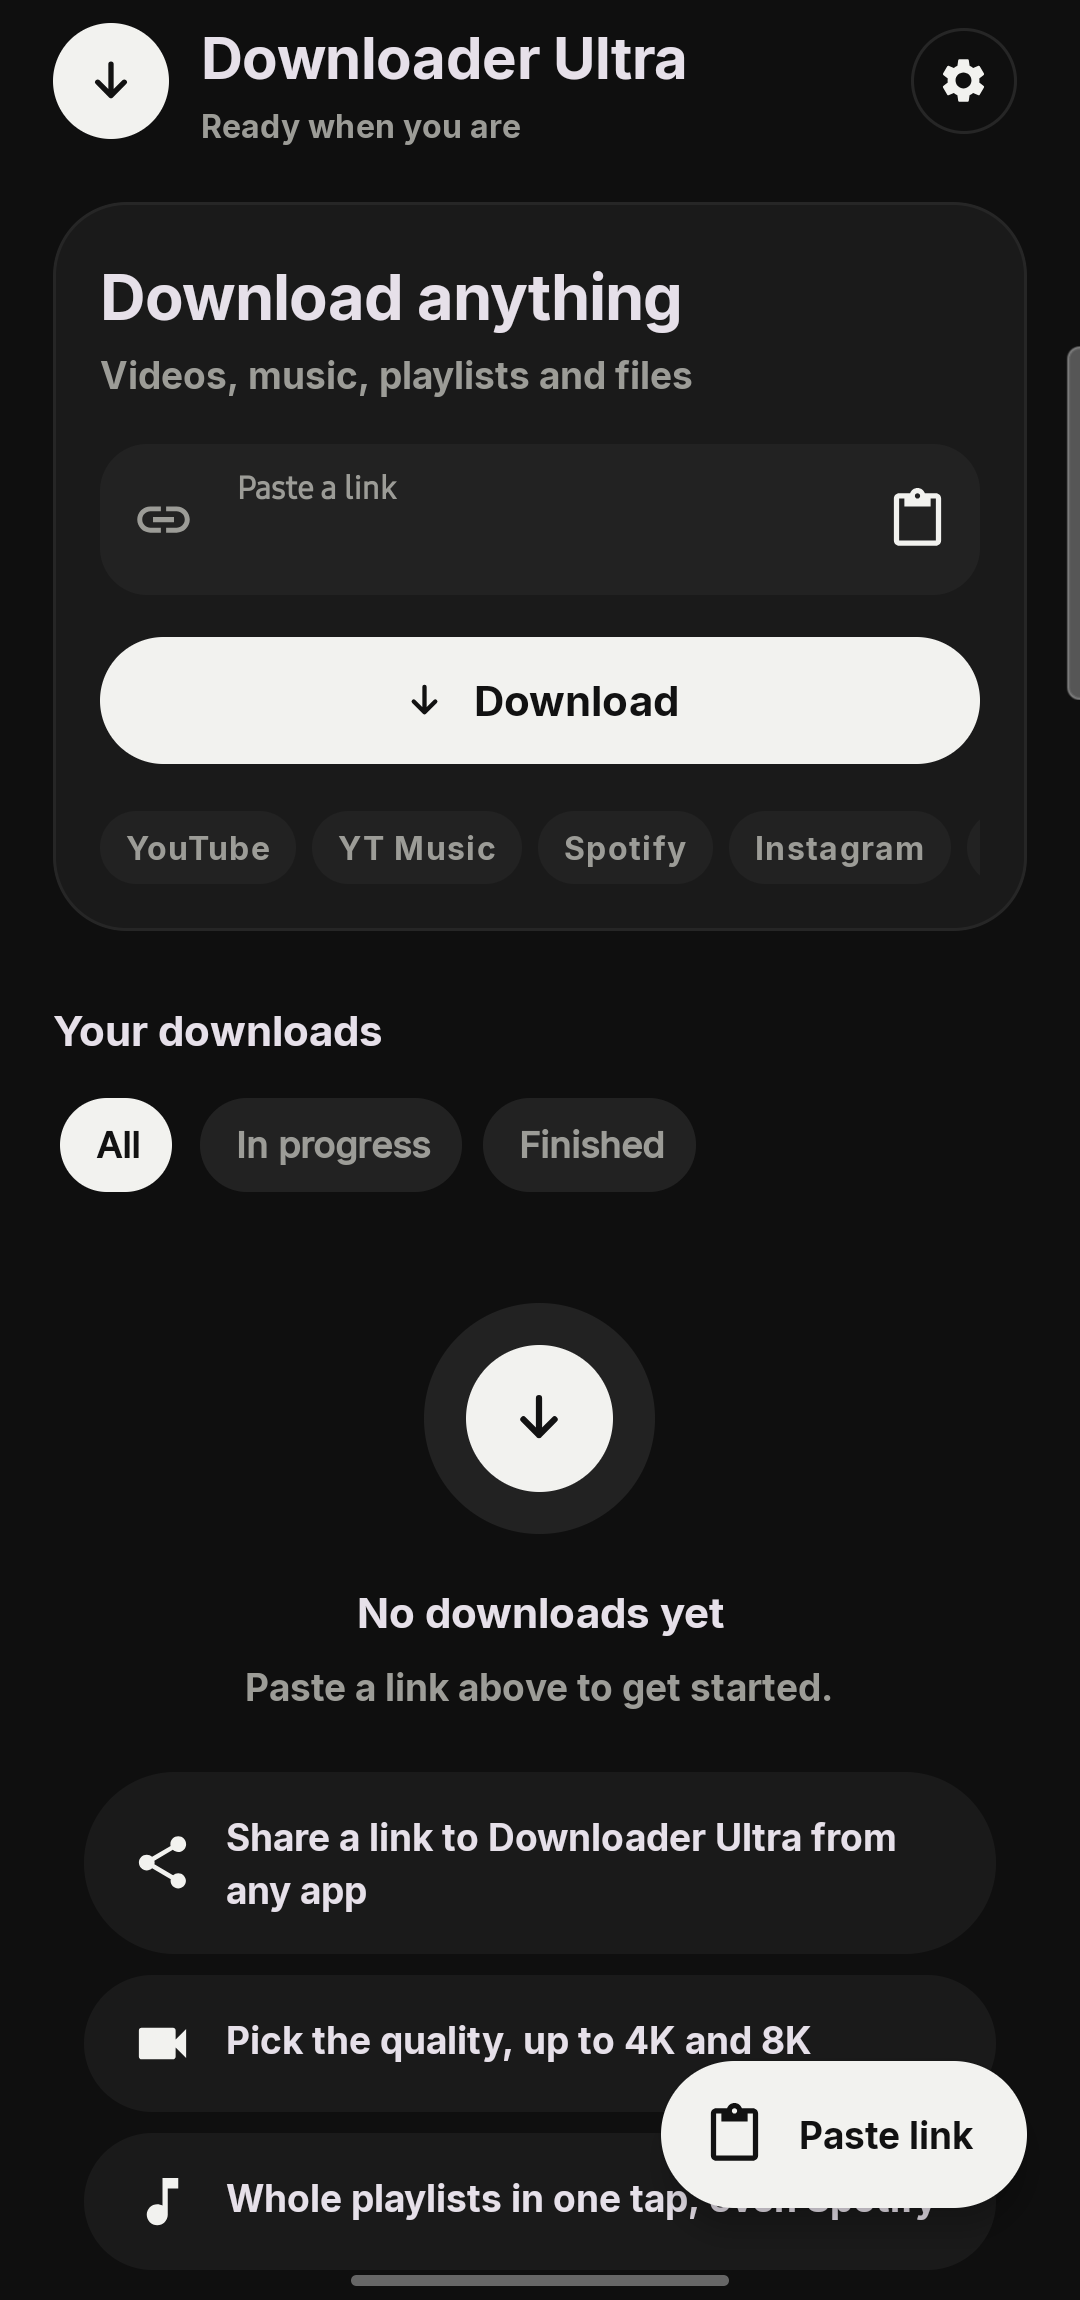 Downloader Ultra
Ready when you are
Download anything
Videos, music, playlists and files
Paste a link
Download
YouTube YT Music Spotify Instagram
Your downloads
All In progress Finished
No downloads yet
Paste a link above to get started.
Share a link to Downloader Ultra from
any app
Pick the quality, up to 4K and 8K
Paste link
Whole playlists in one tap, even Spotify